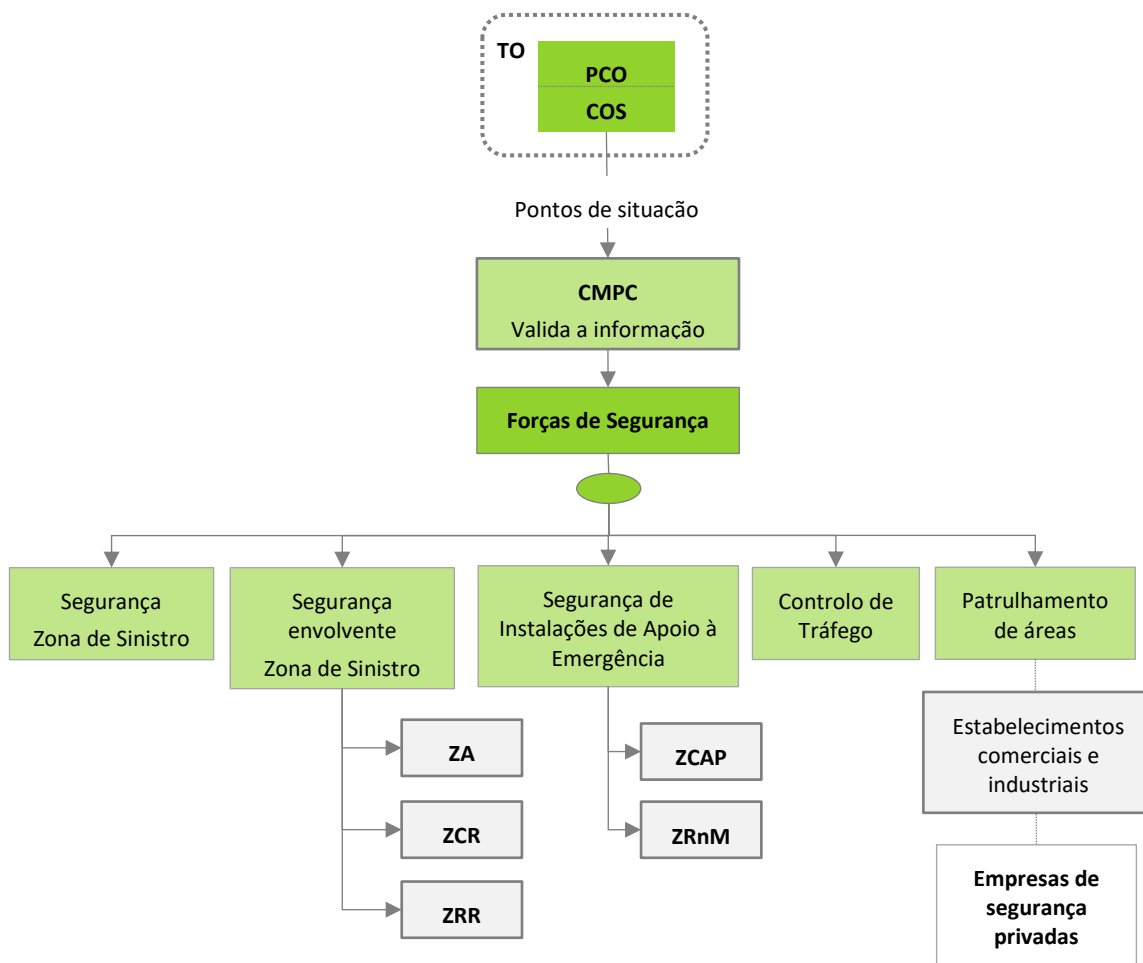 TO
PCO
COS
Pontos de situacão
CMPC
Valida a informação
Forças de Segurança
Segurança
Zona de Sinistro
Segurança
envolvente
Zona de Sinistro
Segurança de
Instalações de Apoio à
Emergência
Controlo de
Tráfego
Patrulhamento
de áreas
ZA
ZCR
ZRR
ZCAP
ZRnM
Estabelecimentos
comerciais e
industriais
Empresas de
segurança
privadas